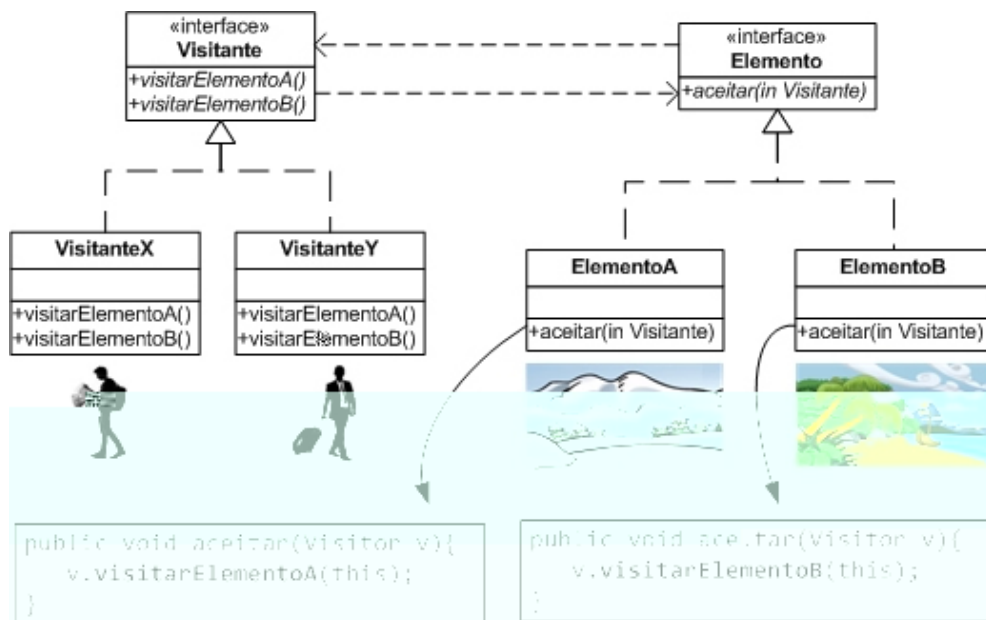 «interface»
Visitante
+visitarElementoA()
+visitarElementoB()
«interface»
Elemento
+aceitar(in Visitante)
VisitanteX
+visitarElementoA()
+visitarElementoB()
VisitanteY
+visitarElementoA()
+visitarElementoB()
ElementoA
+aceitar(in Visitante)
ElementoB
+aceitar(in Visitante)
public void aceitar(Visitor v){
v.visitarElementoA(this);
}
public void aceitar(Visitor v){
v.visitarElementoB(this);
}